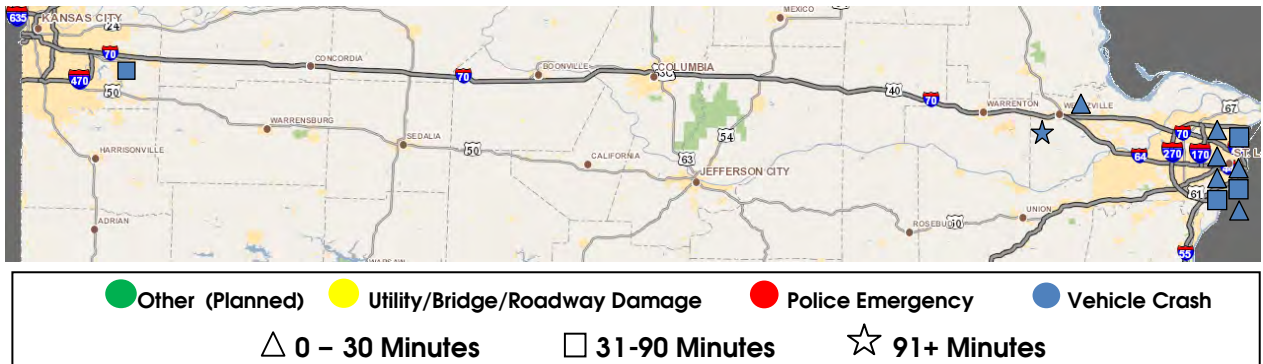 635
KANSAS CITY
24
MEXICO
70
CONCORDIA
BOONVILLE
COLUMBIA
470
70
50
40
70
WARRENTON
67
WARRENSBURG
SEDALIA
50
54
70
HARRISONVILLE
CALIFORNIA
63
64
270
170
ST L
JEFFERSON CITY
61
ADRIAN
UNION
55
Other (Planned) Utility/Bridge/Roadway Damage Police Emergency Vehicle Crash
0 – 30 Minutes 31-90 Minutes 91+ Minutes